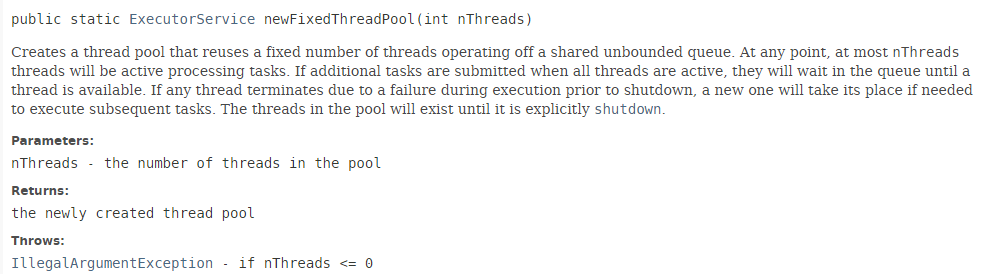 public static ExecutorService newFixedThreadPool(int nThreads)
Creates a thread pool that reuses a fixed number of threads operating off a shared unbounded queue. At any point, at most nThreads
threads will be active processing tasks. If additional tasks are submitted when all threads are active, they will wait in the queue until a
thread is available. If any thread terminates due to a failure during execution prior to shutdown, a new one will take its place if needed
to execute subsequent tasks. The threads in the pool will exist until it is explicitly shutdown.
Parameters:
nThreads - the number of threads in the pool
Returns:
the newly created thread pool
Throws:
IllegalArgumentException - if nThreads <= 0